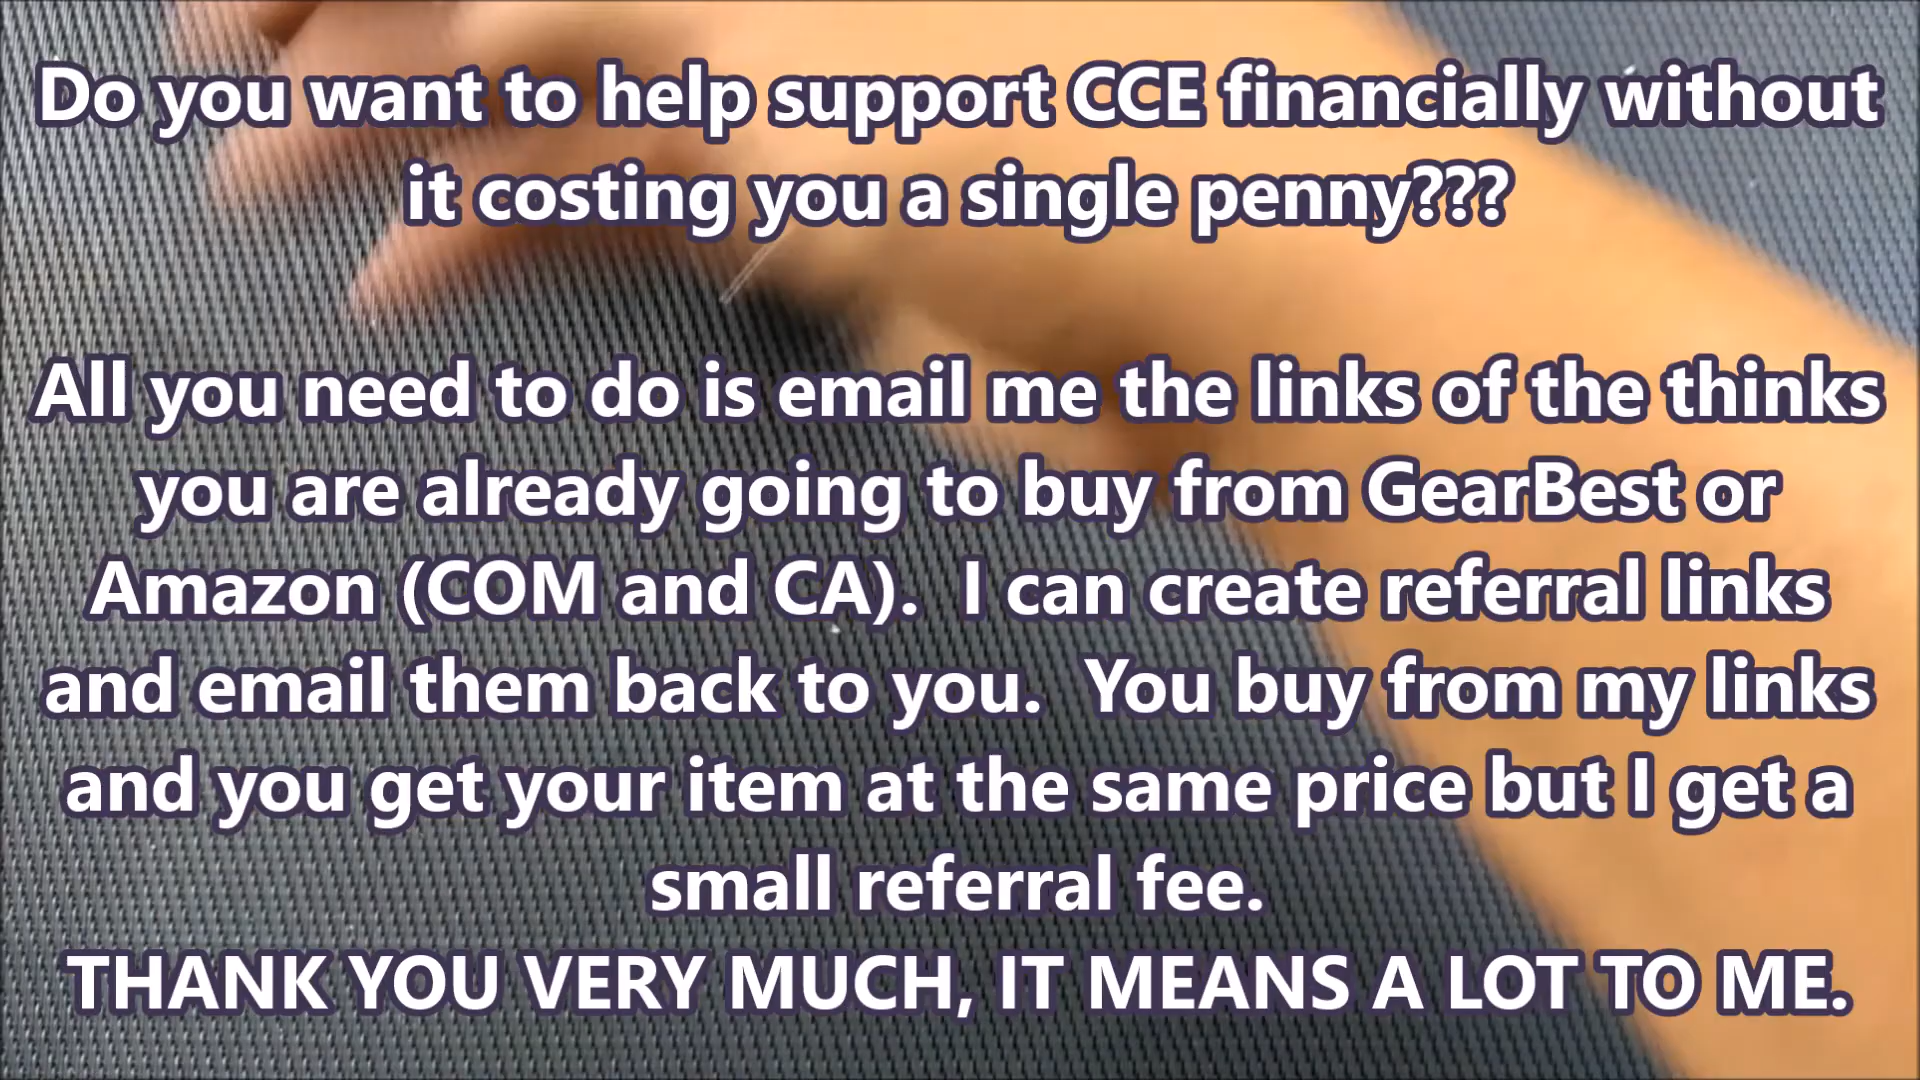 Do you want to help support CCE financially without
it costing you a single penny???
All you need to do is email me the links of the thinks
you are already going to buy from GearBest or
Amazon (COM and CA).  I can create referral links
and email them back to you.  You buy from my links
and you get your item at the same price but I get a
small referral fee.
THANK YOU VERY MUCH, IT MEANS A LOT TO ME.